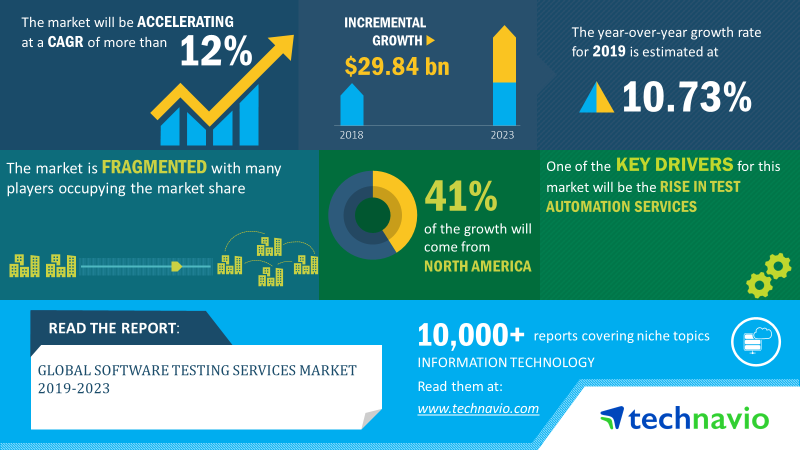 The market will be ACCELERATING
at a CAGR of more than 12%
INCREMENTAL
GROWTH
$29.84 bn
2018
2023
The year-over-year growth rate
for 2019 is estimated at
10.73%
The market is FRAGMENTED with many
players occupying the market share
41%
of the growth will
come from
NORTH AMERICA
One of the KEY DRIVERS for this
market will be the RISE IN TEST
AUTOMATION SERVICES
READ THE REPORT:
GLOBAL SOFTWARE TESTING SERVICES MARKET
2019-2023
10,000+ reports covering niche topics
INFORMATION TECHNOLOGY
Read them at:
www.technavio.com
technavio